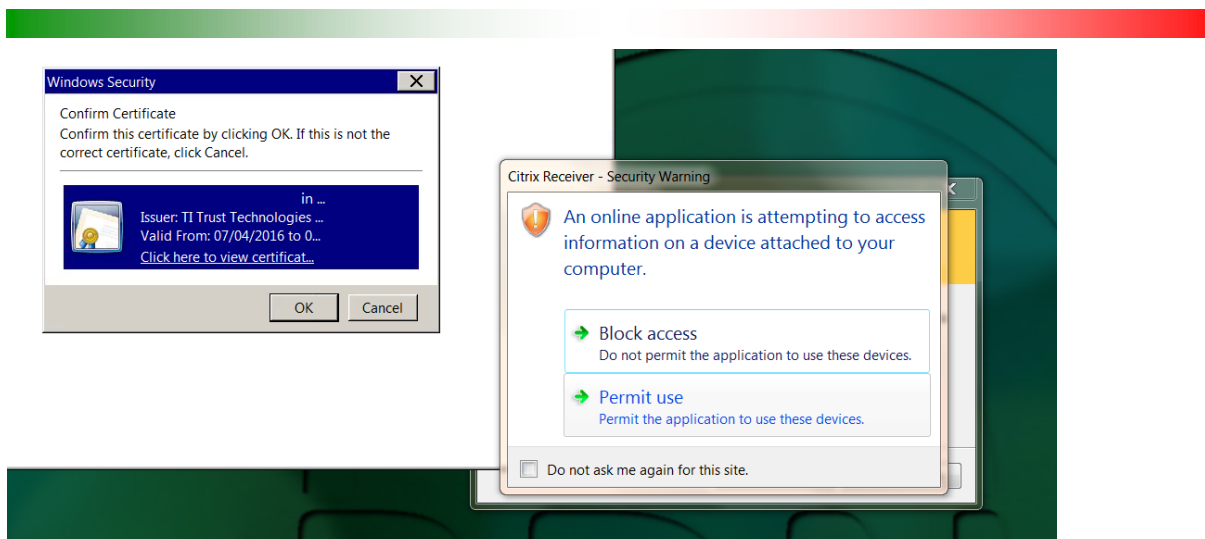 Windows Security
Confirm Certificate
Confirm this certificate by clicking OK. If this is not the
correct certificate, click Cancel.
in ...
Issuer: TI Trust Technologies ...
Valid From: 07/04/2016 to 0...
Click here to view certificat...
OK
Cancel
Citrix Receiver - Security Warning
An online application is attempting to access
information on a device attached to your
computer.
Block access
Do not permit the application to use these devices.
Permit use
Permit the application to use these devices.
Do not ask me again for this site.